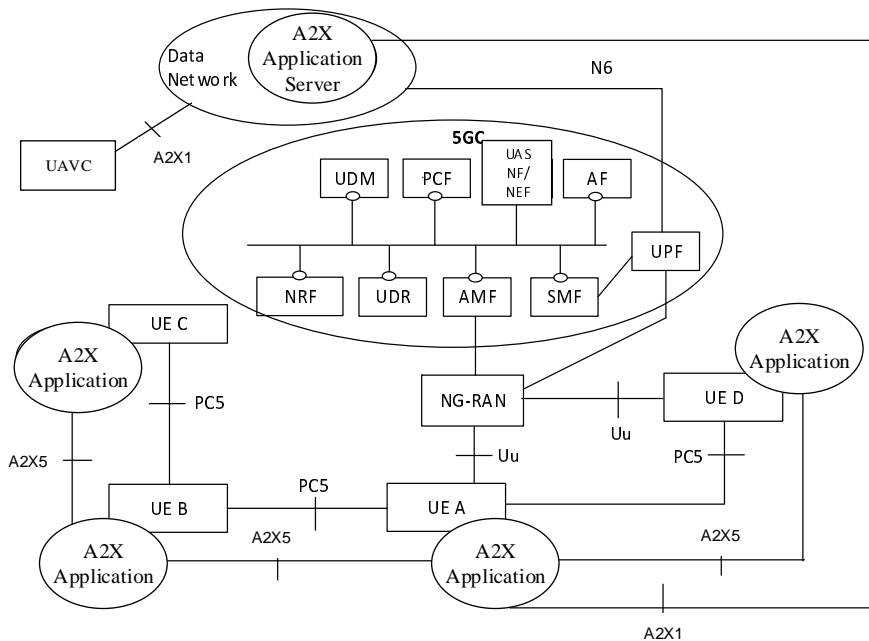 A2X
Application
Server
Data
Network
N6
A2X1
UAVC
5GC
UDM
PCF
UAS
NF/
NEF
AF
UPF
NRF
UDR
AMF
SMF
UE C
A2X
Application
A2X
Application
NG-RAN
UE D
PC5
Uu
Uu
PC5
A2X5
PC5
UE B
UE A
A2X5
A2X5
A2X
Application
A2X
Application
A2X1